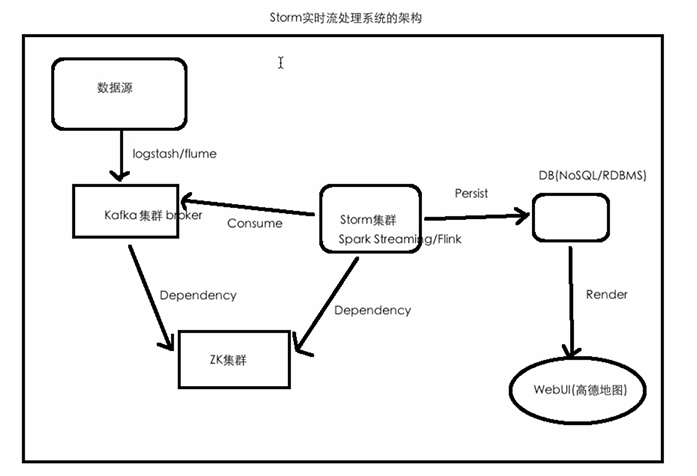 Storm实时流处理系统的架构
数据源
logstash/flume
DB(NoSQL/RDBMS)
Persist
Kafka 集群 broker
Consume
Storm集群
Spark Streaming/Flink
Dependency
Dependency
Render
ZK集群
WebUI(高德地图)